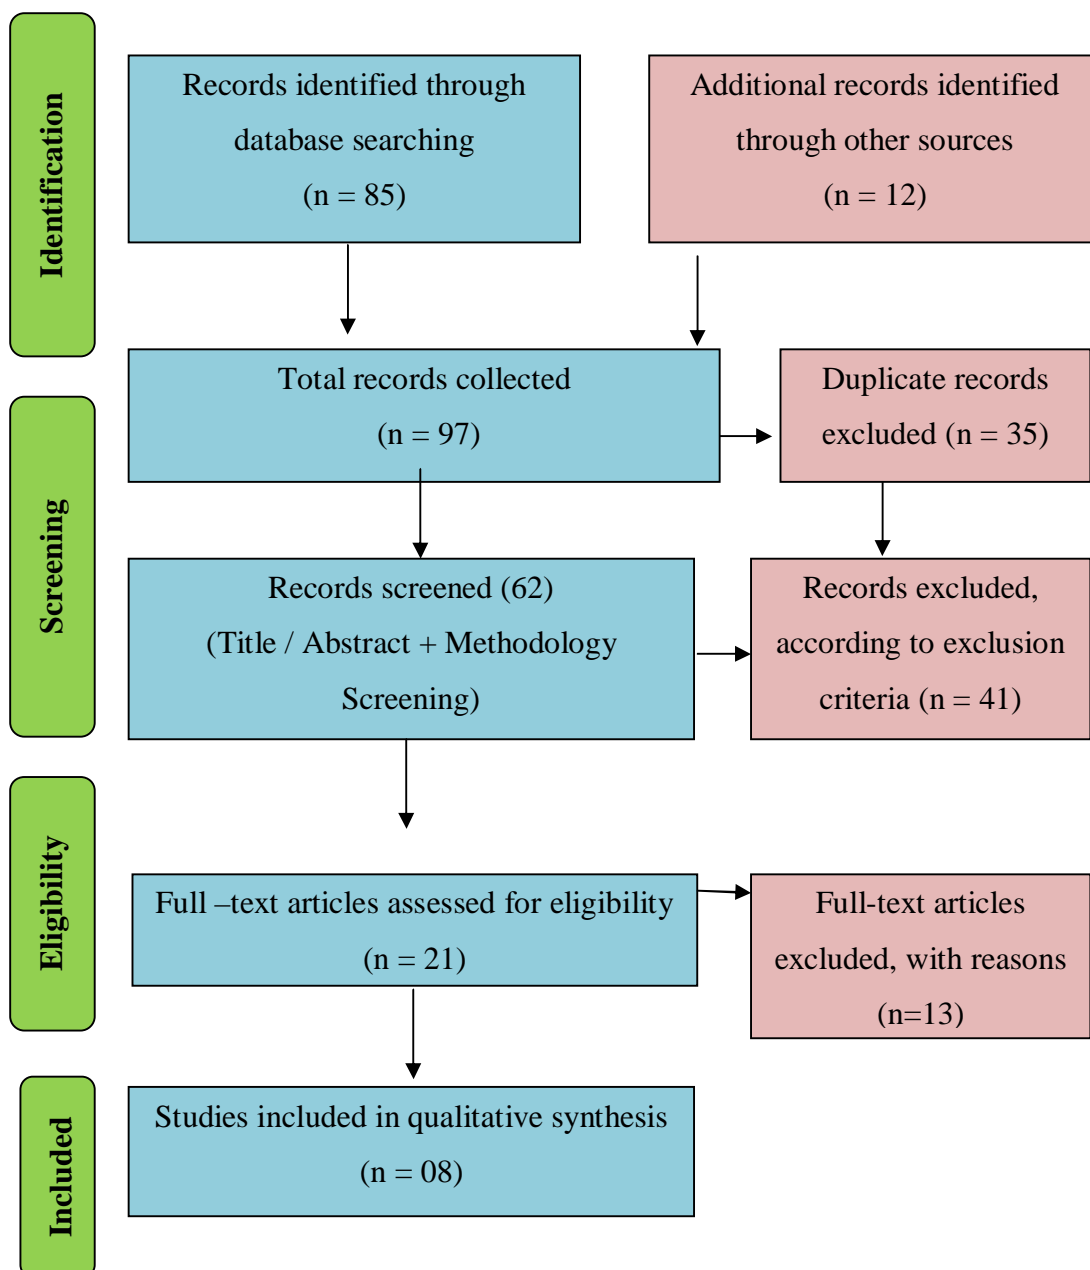 Identification
Records identified through
database searching
(n = 85)
Additional records identified
through other sources
(n = 12)
Screening
Total records collected
(n = 97)
Duplicate records
excluded (n = 35)
Records screened (62)
(Title / Abstract + Methodology
Screening)
Records excluded,
according to exclusion
criteria (n = 41)
Eligibility
Full –text articles assessed for eligibility
(n = 21)
Full-text articles
excluded, with reasons
(n=13)
Included
Studies included in qualitative synthesis
(n = 08)